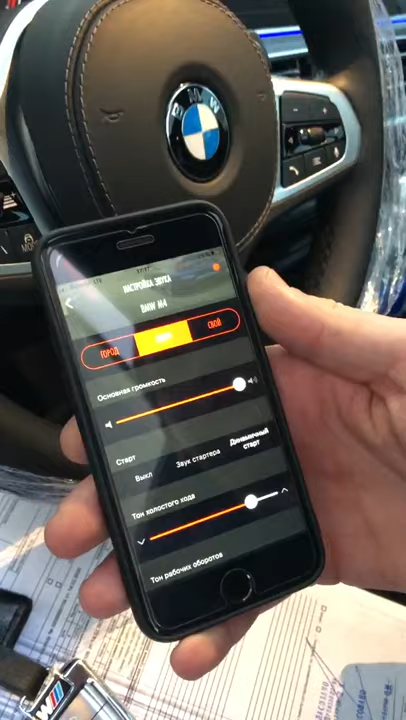 BMW
НАСТРОЙКА ЗВУКА
BMW M4
ГОРОД
СВОЙ
Основная громкость
Старт
Выкл
Звук стартера
Динамичный
старт
Тон холостого хода
Тон рабочих оборотов
M